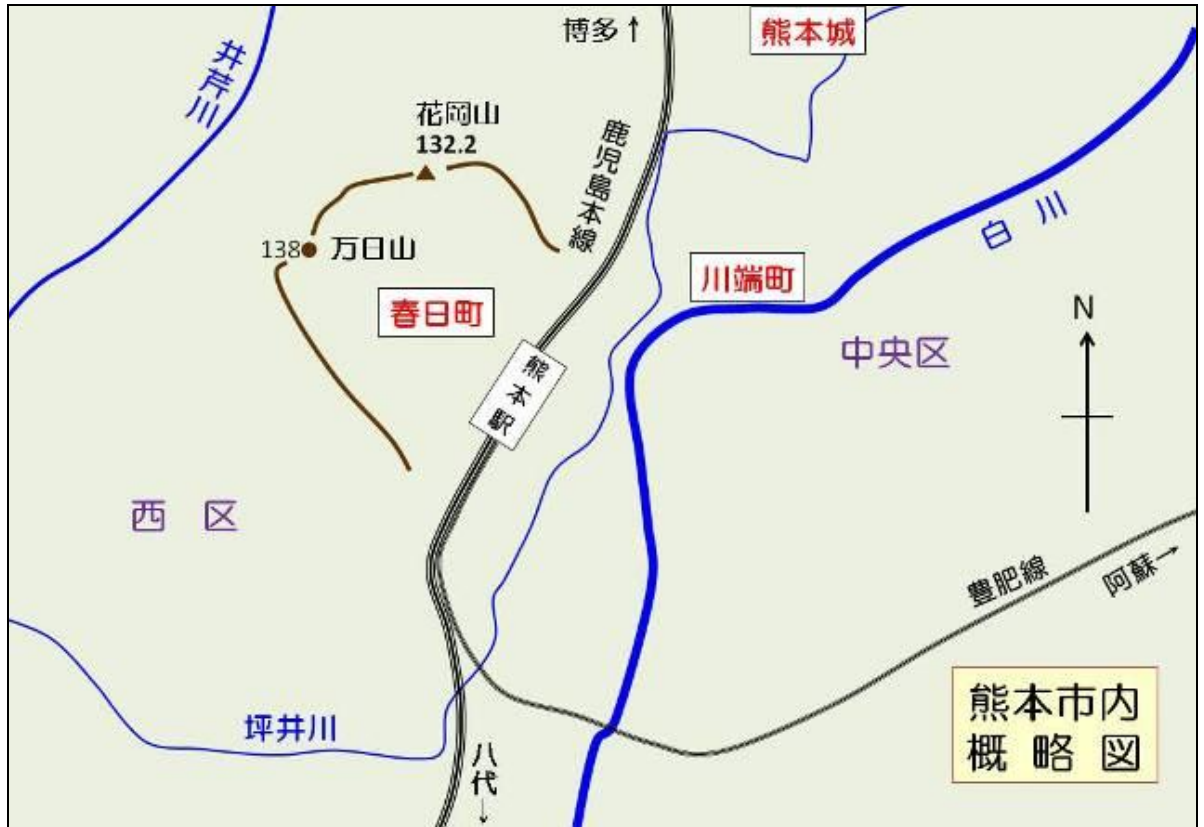 博多↑
熊本城
井芹川
花岡山
132.2
鹿児島本線
白川
138
万日山
川端町
春日町
N
中央区
熊本駅
西 区
豊肥線
阿蘇→
坪井川
八代↓
熊本市内
概略図